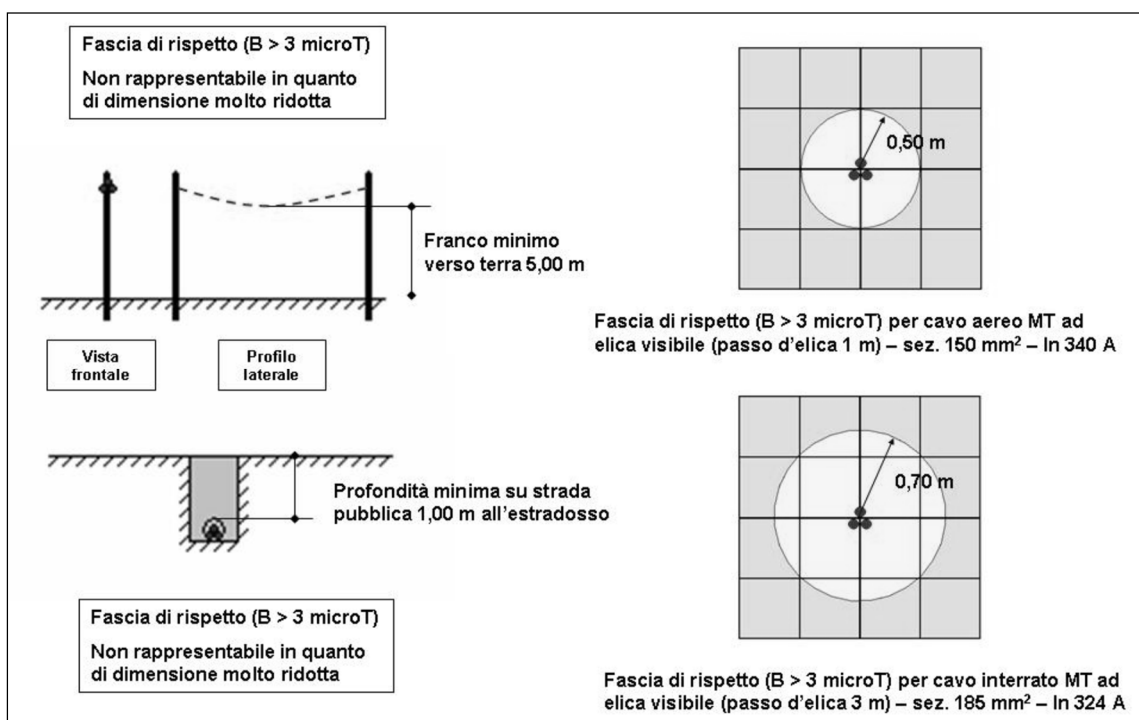 Fascia di rispetto (B > 3 microT)
Non rappresentabile in quanto
di dimensione molto ridotta
Franco minimo
verso terra 5,00 m
Vista
frontale
Profilo
laterale
Profondità minima su strada
pubblica 1,00 m all'estradosso
Fascia di rispetto (B > 3 microT)
Non rappresentabile in quanto
di dimensione molto ridotta
0,50 m
Fascia di rispetto (B > 3 microT) per cavo aereo MT ad
elica visibile (passo d'elica 1 m) – sez. 150 mm² – In 340 A
0,70 m
Fascia di rispetto (B > 3 microT) per cavo interrato MT ad
elica visibile (passo d'elica 3 m) – sez. 185 mm² – In 324 A